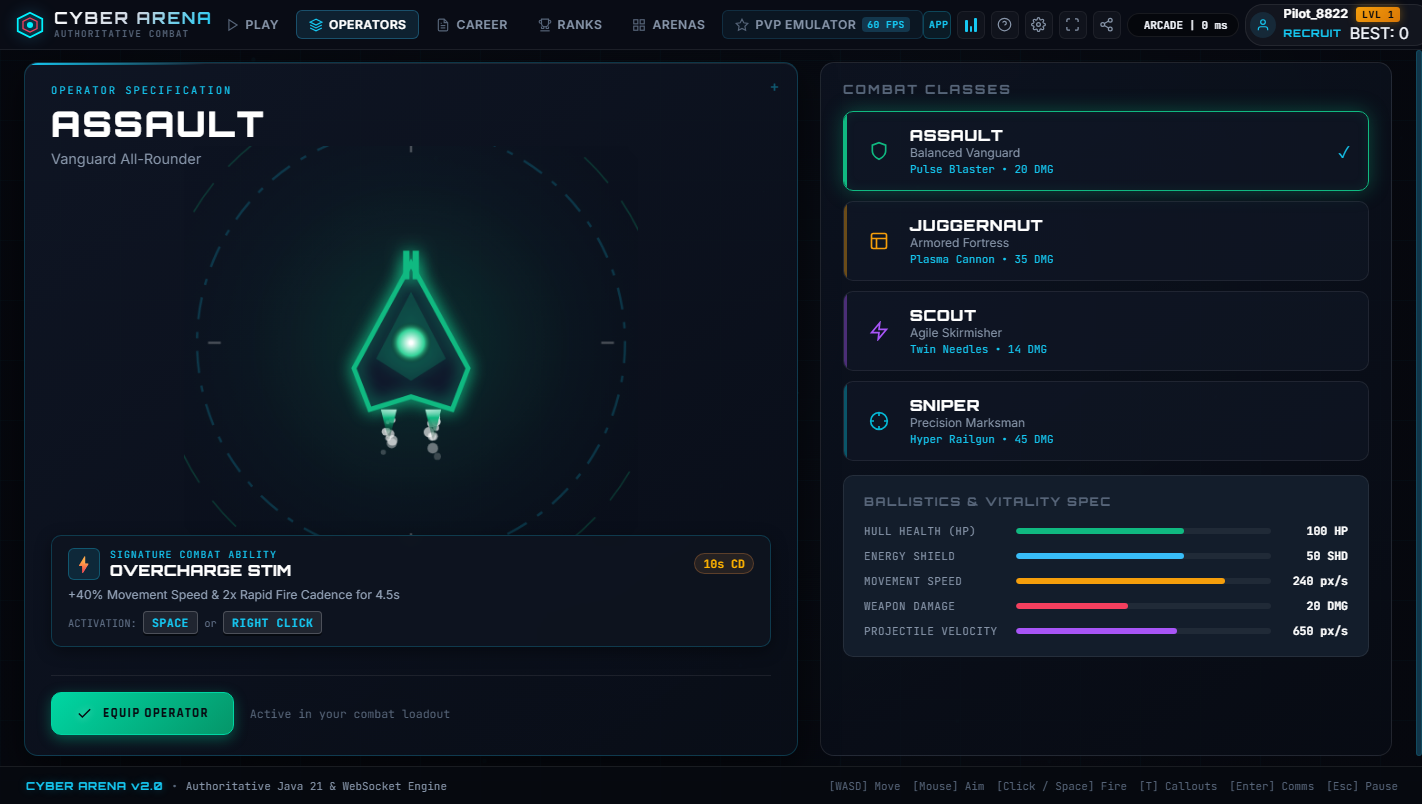 CYBER ARENA
AUTHORITATIVE COMBAT
PLAY
OPERATORS
CAREER
RANKS
ARENAS
PVP EMULATOR 60 FPS
APP
ARCADE | 0 ms
Pilot_8822 LVL 1
RECRUIT BEST: 0
OPERATOR SPECIFICATION
+
ASSAULT
Vanguard All-Rounder
SIGNATURE COMBAT ABILITY
OVERCHARGE STIM
10s CD
+40% Movement Speed & 2x Rapid Fire Cadence for 4.5s
ACTIVATION: SPACE or RIGHT CLICK
EQUIP OPERATOR
Active in your combat loadout
COMBAT CLASSES
ASSAULT
Balanced Vanguard
Pulse Blaster • 20 DMG
✓
JUGGERNAUT
Armored Fortress
Plasma Cannon • 35 DMG
SCOUT
Agile Skirmisher
Twin Needles • 14 DMG
SNIPER
Precision Marksman
Hyper Railgun • 45 DMG
BALLISTICS & VITALITY SPEC
HULL HEALTH (HP) 100 HP
ENERGY SHIELD 50 SHD
MOVEMENT SPEED 240 px/s
WEAPON DAMAGE 20 DMG
PROJECTILE VELOCITY 650 px/s
CYBER ARENA v2.0 · Authoritative Java 21 & WebSocket Engine
[WASD] Move [Mouse] Aim [Click / Space] Fire [T] Callouts [Enter] Comms [Esc] Pause